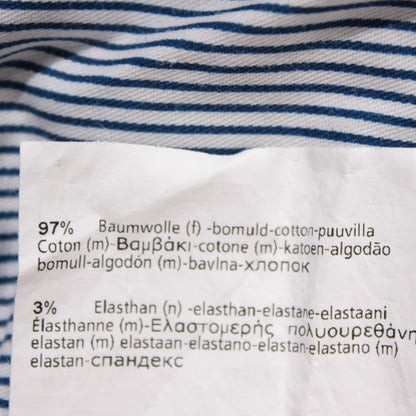 97% Baumwolle (f) -bomuld-cotton-puuvilla
Coton (m)-Βαμβάκι-cotone (m)-katoen-algodão
bomull-algodón (m)-bavlna-хлопок
3% Elasthan (n) -elasthan-elastane-elastaani
Élasthanne (m)-Ελαστομερής πολυουρεθάνη
elastan (m) elastaan-elastano-elastan-elastano (m)
elastan-спандекс